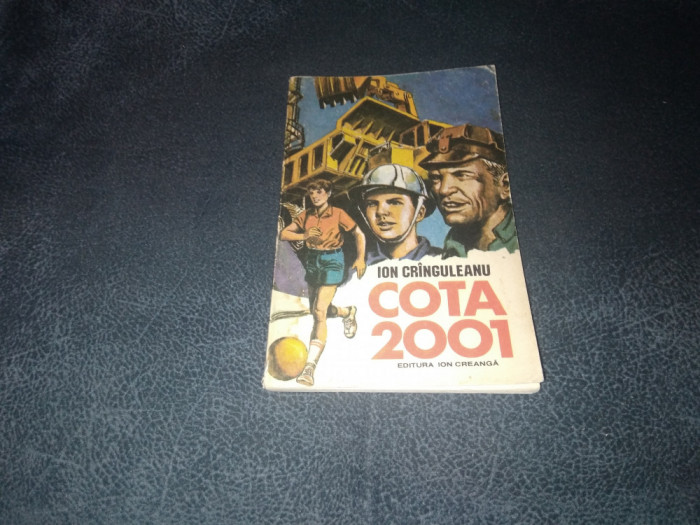 ION CRÎNGULEANU
COTA
2001
EDITURA ION CREANGĂ